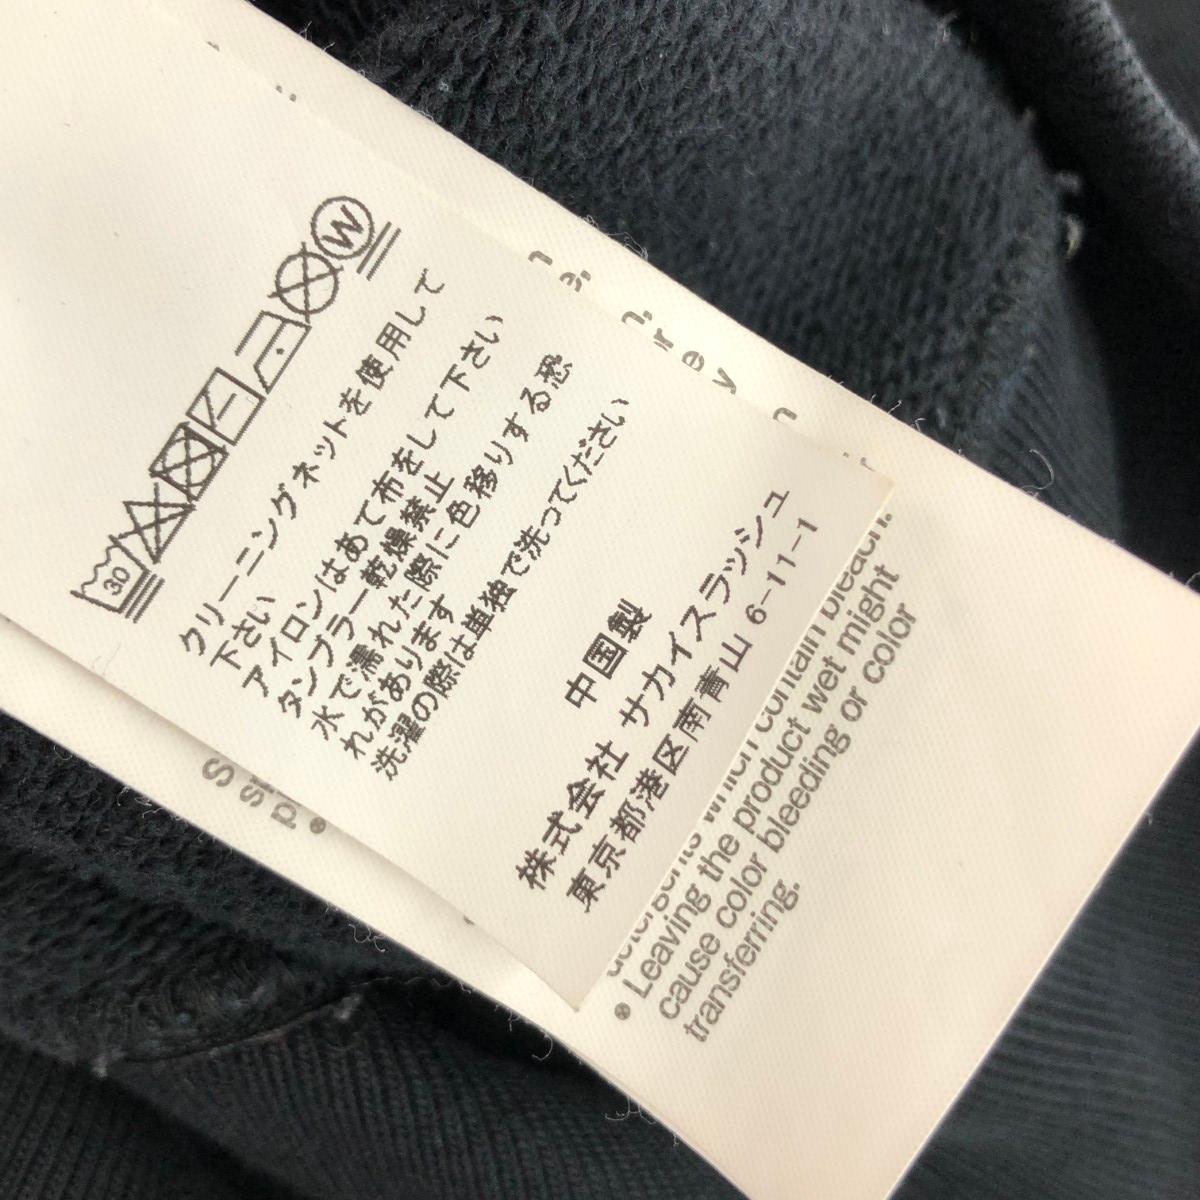 30
W
クリーニングネットを使用して
下さい
アイロンはあて布をして下さい
タンブラー乾燥禁止
水で濡れた際に色移りする恐
れがあります
洗濯の際は単独で洗ってください
中国製
株式会社 サカイスラッシュ
東京都港区南青山 6-11-1
detergents which contain bleach.
• Leaving the product wet might
cause color bleeding or color
transferring.